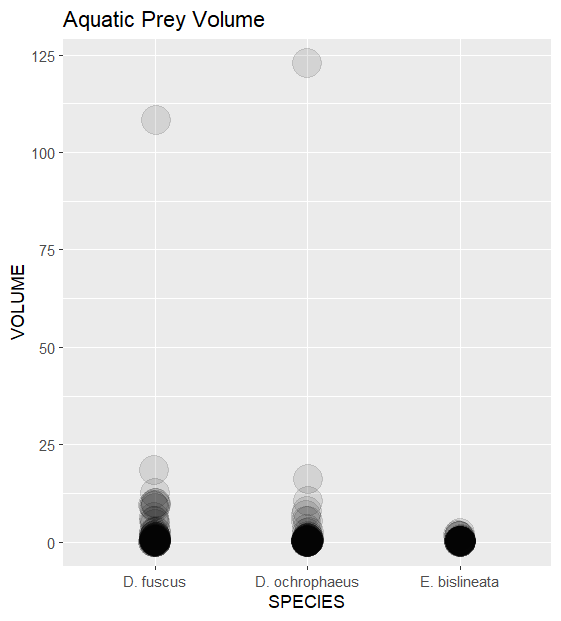 Aquatic Prey Volume
125
100
75
50
25
0
VOLUME
D. fuscus
D. ochrophaeus
E. bislineata
SPECIES